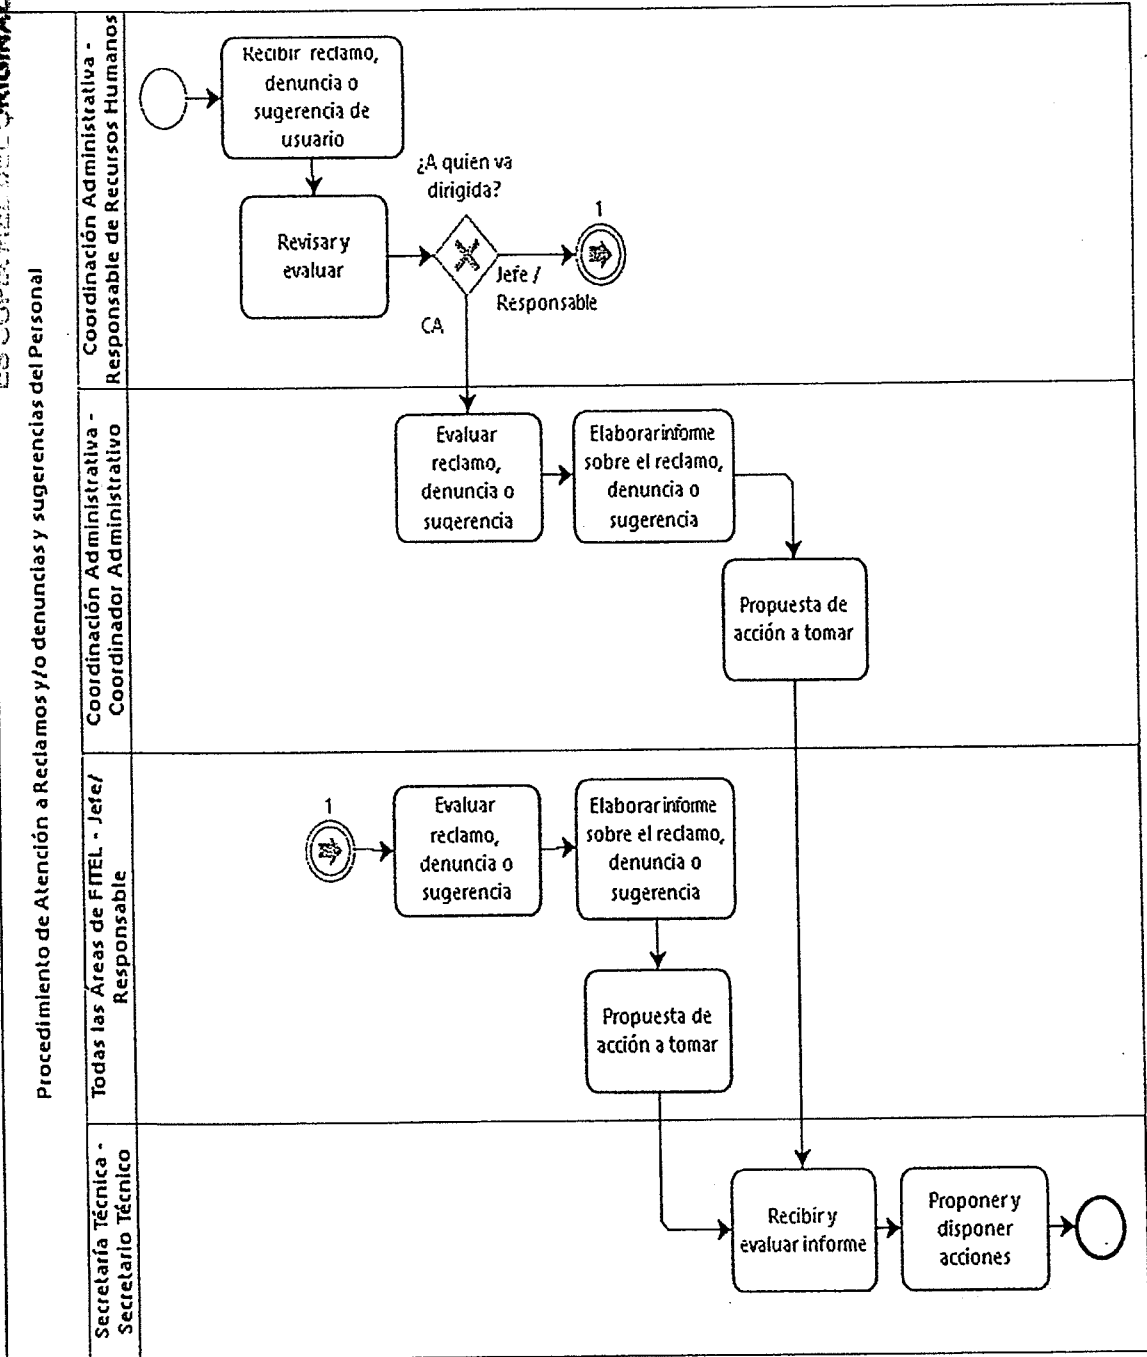 Procedimiento de Atención a Reclamos y/o denuncias y sugerencias del Personal
Coordinación Administrativa -
Responsable de Recursos Humanos
Recibir reclamo,
denuncia o
sugerencia de
usuario
Revisar y
evaluar
¿A quien va
dirigida?
1
Jefe /
Responsable
CA
Coordinación Administrativa -
Coordinador Administrativo
Evaluar
reclamo,
denuncia o
sugerencia
Elaborar informe
sobre el reclamo,
denuncia o
sugerencia
Propuesta de
acción a tomar
Todas las Áreas de FITEL - Jefe/
Responsable
1
Evaluar
reclamo,
denuncia o
sugerencia
Elaborar informe
sobre el reclamo,
denuncia o
sugerencia
Propuesta de
acción a tomar
Secretaría Técnica -
Secretario Técnico
Recibir y
evaluar informe
Proponer y
disponer
acciones